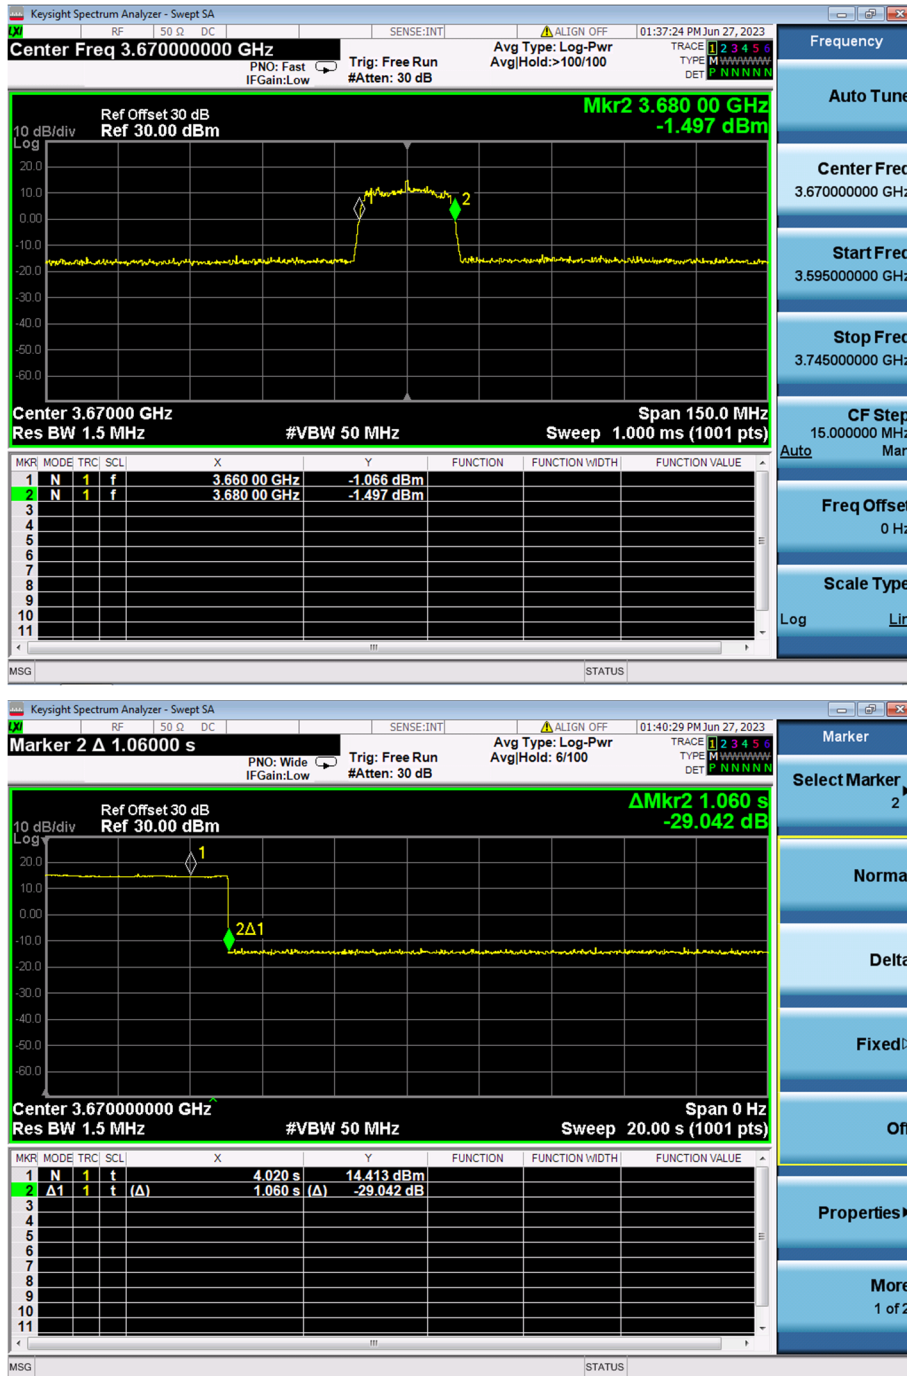 Keysight Spectrum Analyzer - Swept SA
LXI RF 50 Ω DC SENSE:INT ALIGN OFF 01:37:24 PM Jun 27, 2023
Center Freq 3.670000000 GHz
PNO: Fast
IFGain:Low
Trig: Free Run
#Atten: 30 dB
Avg Type: Log-Pwr
Avg|Hold:>100/100
TRACE 1 2 3 4 5 6
TYPE M WWWWW
DET P N N N N N
Ref Offset 30 dB
10 dB/div Ref 30.00 dBm
Log
Mkr2 3.680 00 GHz
-1.497 dBm
20.0
10.0
0.00
-10.0
-20.0
-30.0
-40.0
-50.0
-60.0
1
2
Center 3.67000 GHz Span 150.0 MHz
Res BW 1.5 MHz #VBW 50 MHz Sweep 1.000 ms (1001 pts)
MKR MODE TRC SCL X Y FUNCTION FUNCTION WIDTH FUNCTION VALUE
1 N 1 f 3.660 00 GHz -1.066 dBm
2 N 1 f 3.680 00 GHz -1.497 dBm
3
4
5
6
7
8
9
10
11
MSG STATUS
Frequency
Auto Tune
Center Freq
3.670000000 GHz
Start Freq
3.595000000 GHz
Stop Freq
3.745000000 GHz
CF Step
15.000000 MHz
Auto Man
Freq Offset
0 Hz
Scale Type
Log Lin
Keysight Spectrum Analyzer - Swept SA
LXI RF 50 Ω DC SENSE:INT ALIGN OFF 01:40:29 PM Jun 27, 2023
Marker 2 Δ 1.06000 s
PNO: Wide
IFGain:Low
Trig: Free Run
#Atten: 30 dB
Avg Type: Log-Pwr
Avg|Hold: 6/100
TRACE 1 2 3 4 5 6
TYPE M WWWWW
DET P N N N N N
Ref Offset 30 dB
10 dB/div Ref 30.00 dBm
Log
ΔMkr2 1.060 s
-29.042 dB
20.0
10.0
0.00
-10.0
-20.0
-30.0
-40.0
-50.0
-60.0
1
2Δ1
Center 3.670000000 GHz Span 0 Hz
Res BW 1.5 MHz #VBW 50 MHz Sweep 20.00 s (1001 pts)
MKR MODE TRC SCL X Y FUNCTION FUNCTION WIDTH FUNCTION VALUE
1 N 1 t 4.020 s 14.413 dBm
2 Δ1 1 t (Δ) 1.060 s (Δ) -29.042 dB
3
4
5
6
7
8
9
10
11
MSG STATUS
Marker
Select Marker
2
Normal
Delta
Fixed
Off
Properties
More
1 of 2